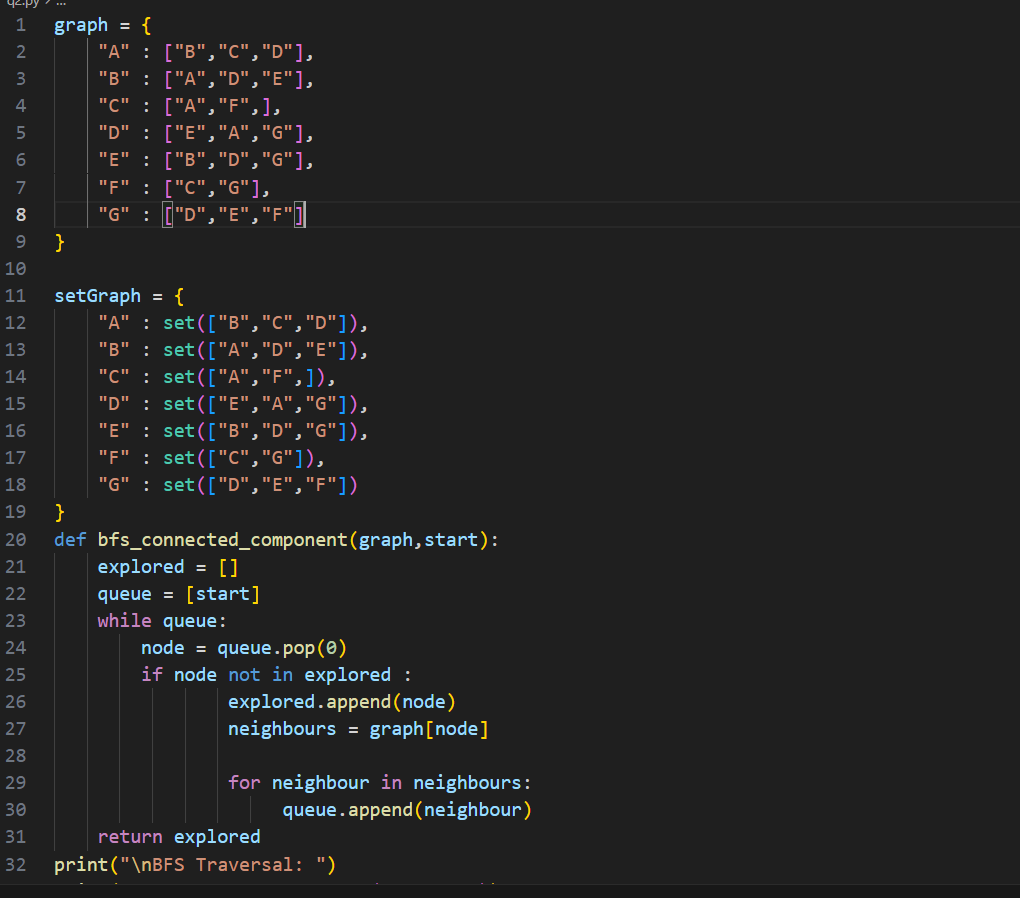 q2.py > ...
1 graph = {
2     "A" : ["B","C","D"],
3     "B" : ["A","D","E"],
4     "C" : ["A","F",],
5     "D" : ["E","A","G"],
6     "E" : ["B","D","G"],
7     "F" : ["C","G"],
8     "G" : ["D","E","F"]
9 }
10
11 setGraph = {
12     "A" : set(["B","C","D"]),
13     "B" : set(["A","D","E"]),
14     "C" : set(["A","F",]),
15     "D" : set(["E","A","G"]),
16     "E" : set(["B","D","G"]),
17     "F" : set(["C","G"]),
18     "G" : set(["D","E","F"])
19 }
20 def bfs_connected_component(graph,start):
21     explored = []
22     queue = [start]
23     while queue:
24         node = queue.pop(0)
25         if node not in explored :
26                 explored.append(node)
27                 neighbours = graph[node]
28
29                 for neighbour in neighbours:
30                      queue.append(neighbour)
31     return explored
32 print("\nBFS Traversal: ")